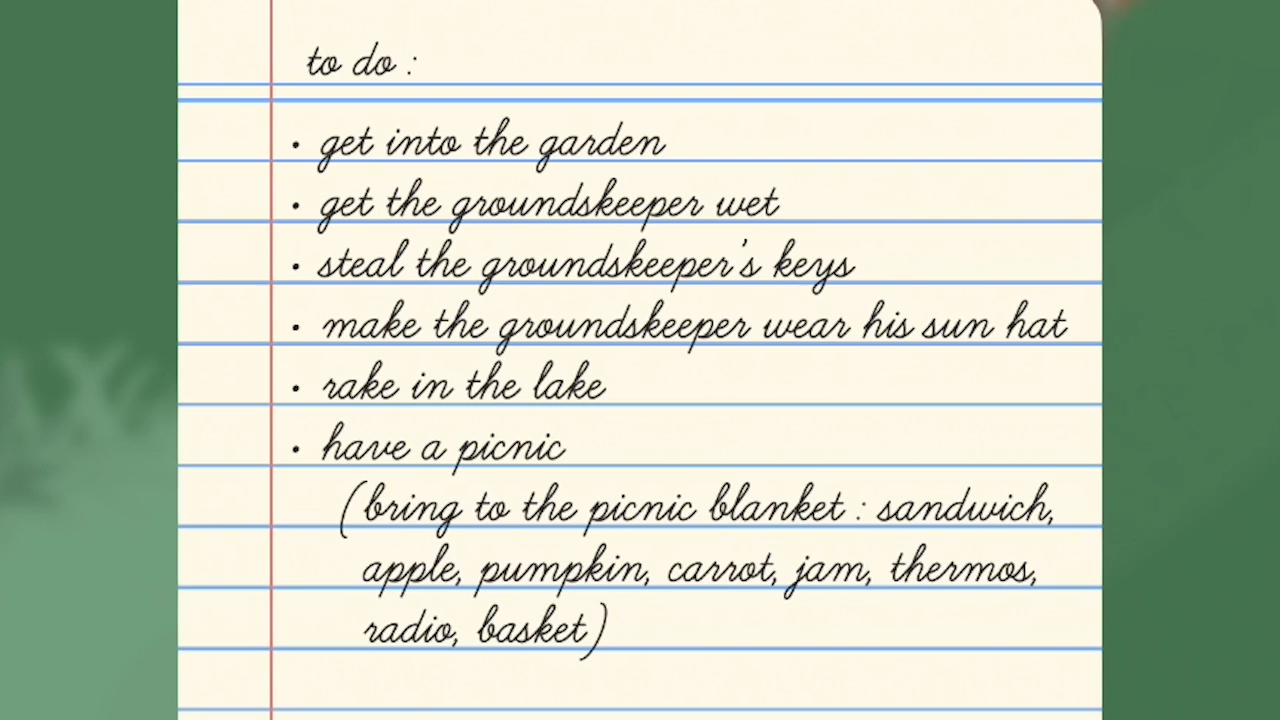 to do :
• get into the garden
• get the groundskeeper wet
• steal the groundskeeper's keys
• make the groundskeeper wear his sun hat
• rake in the lake
• have a picnic
(bring to the picnic blanket : sandwich,
apple, pumpkin, carrot, jam, thermos,
radio, basket)